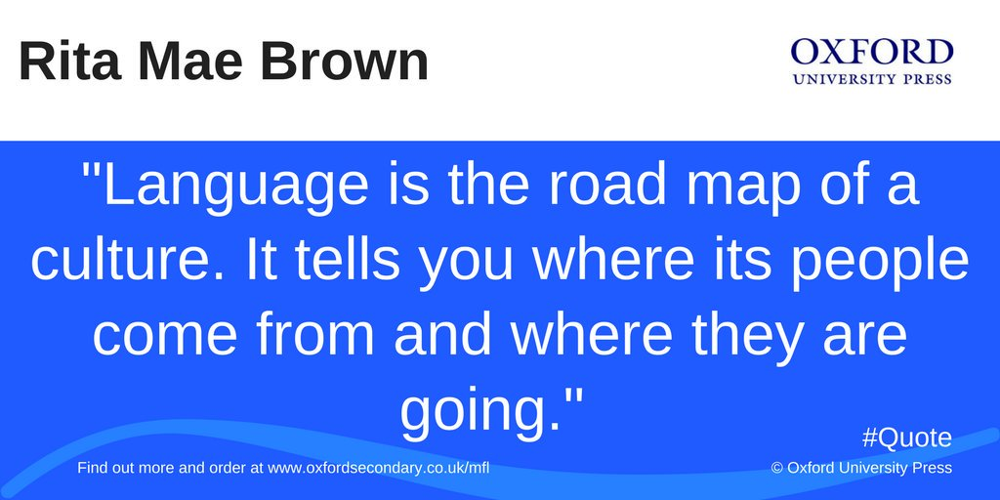 Rita Mae Brown
OXFORD
UNIVERSITY PRESS
"Language is the road map of a
culture. It tells you where its people
come from and where they are
going."
#Quote
Find out more and order at www.oxfordsecondary.co.uk/mfl
© Oxford University Press